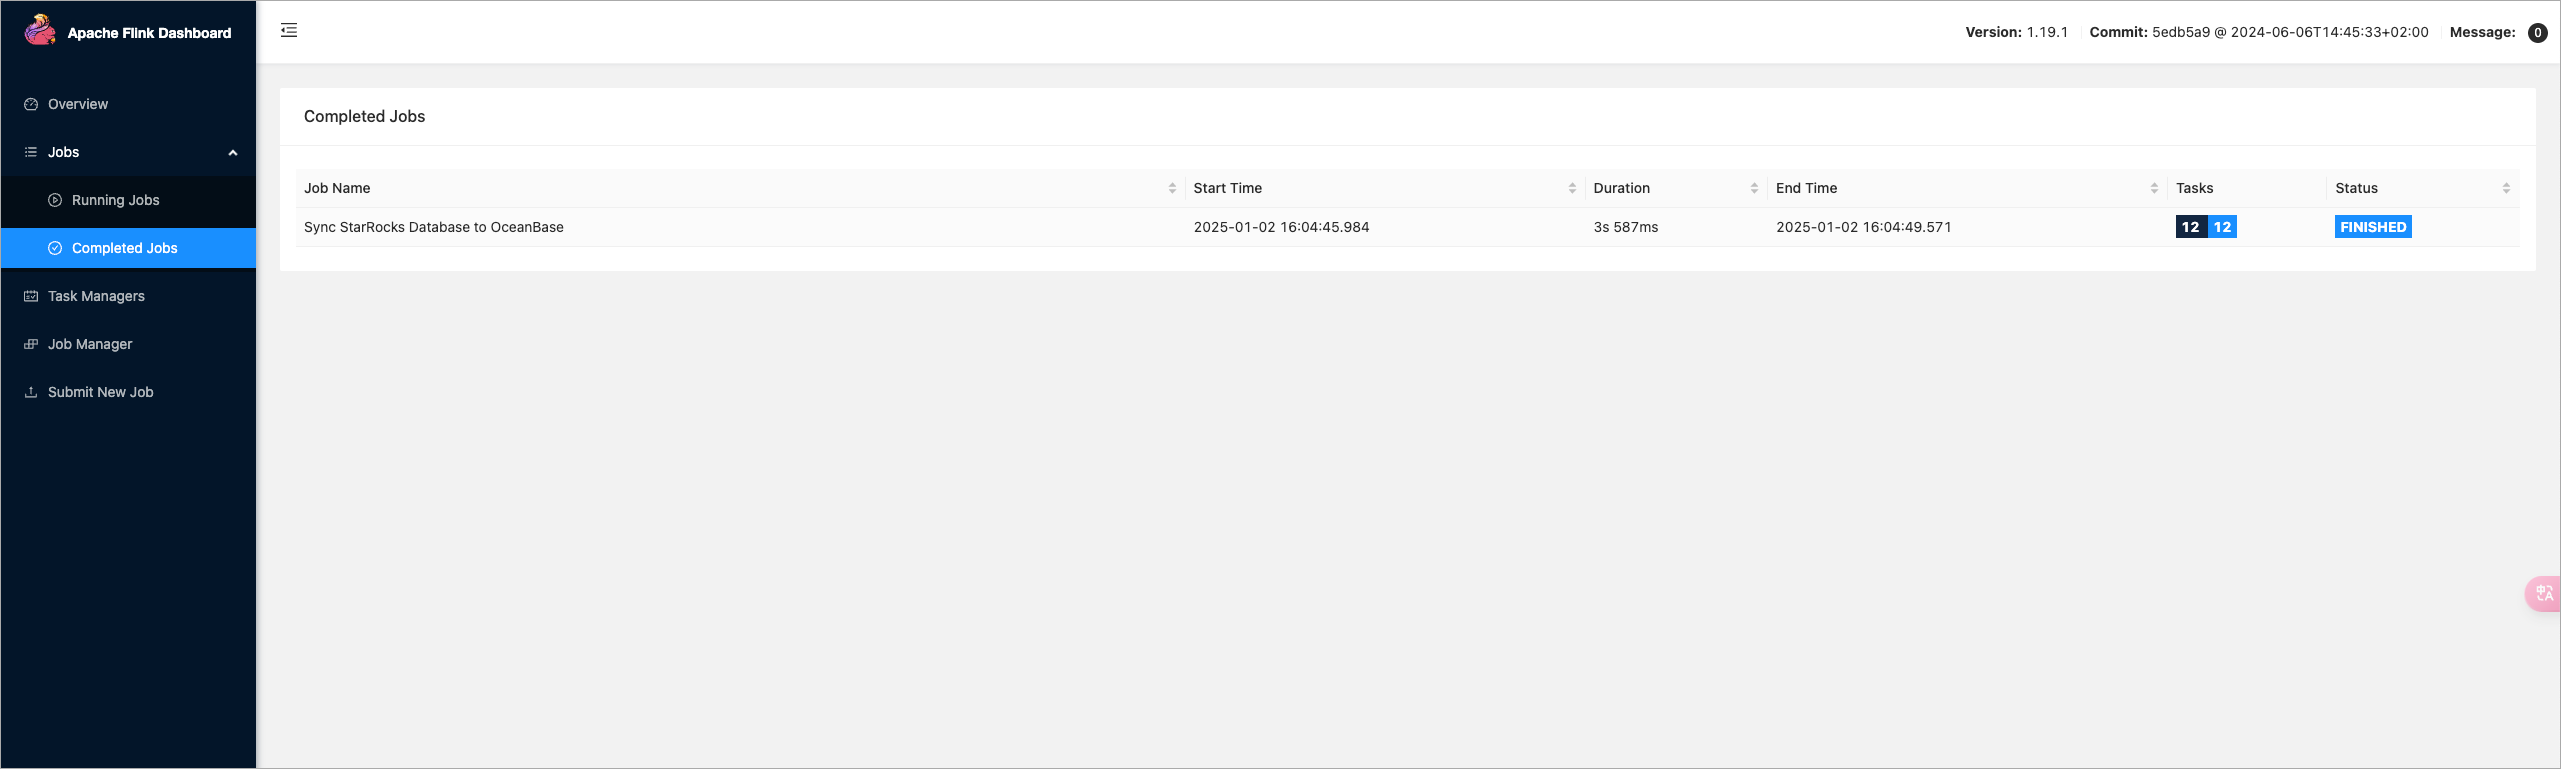 Apache Flink Dashboard
Version: 1.19.1 Commit: 5edb5a9 @ 2024-06-06T14:45:33+02:00 Message: 0
Overview
Jobs
Running Jobs
Completed Jobs
Task Managers
Job Manager
Submit New Job
Completed Jobs
Job Name Start Time Duration End Time Tasks Status
Sync StarRocks Database to OceanBase 2025-01-02 16:04:45.984 3s 587ms 2025-01-02 16:04:49.571 12 12 FINISHED